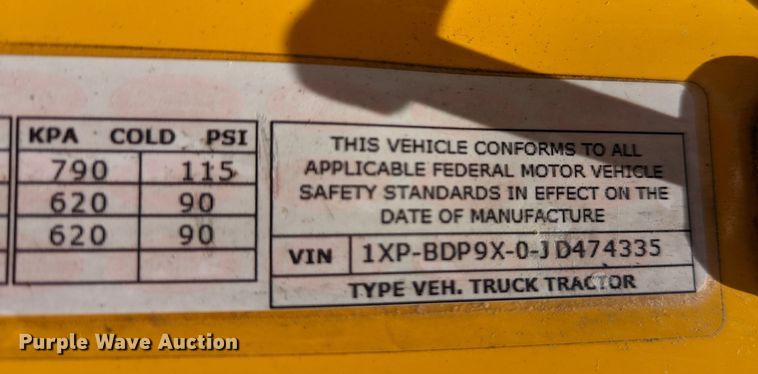 KPA COLD PSI
790 115
620 90
620 90
THIS VEHICLE CONFORMS TO ALL
APPLICABLE FEDERAL MOTOR VEHICLE
SAFETY STANDARDS IN EFFECT ON THE
DATE OF MANUFACTURE
VIN 1XP-BDP9X-0-JD474335
TYPE VEH. TRUCK TRACTOR
Purple Wave Auction